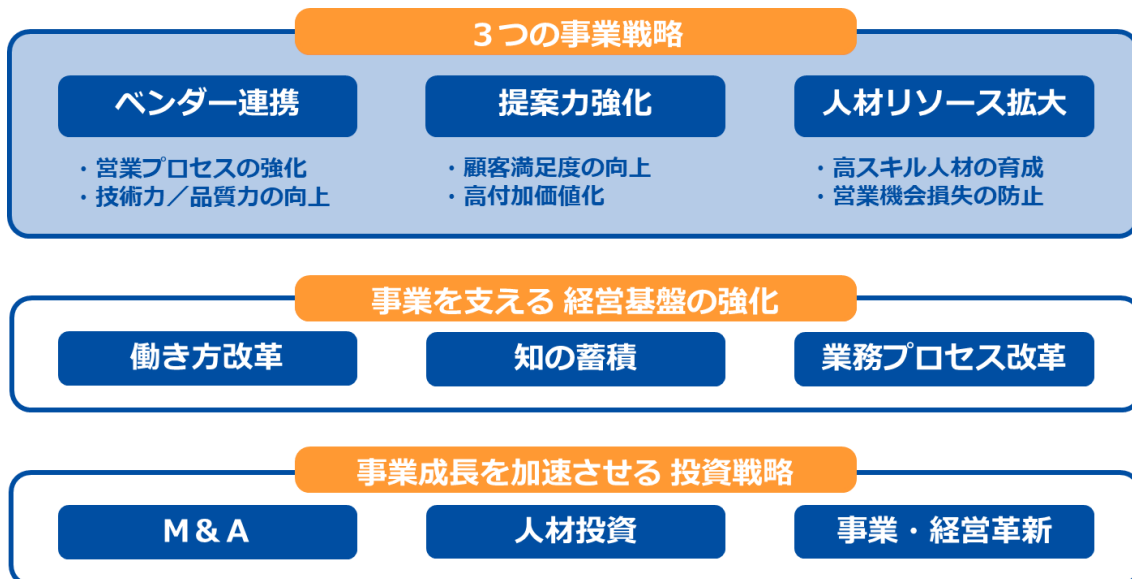 3つの事業戦略
ベンダー連携
提案力強化
人材リソース拡大
・営業プロセスの強化
・技術力／品質力の向上
・顧客満足度の向上
・高付加価値化
・高スキル人材の育成
・営業機会損失の防止
事業を支える 経営基盤の強化
働き方改革
知の蓄積
業務プロセス改革
事業成長を加速させる 投資戦略
M＆A
人材投資
事業・経営革新